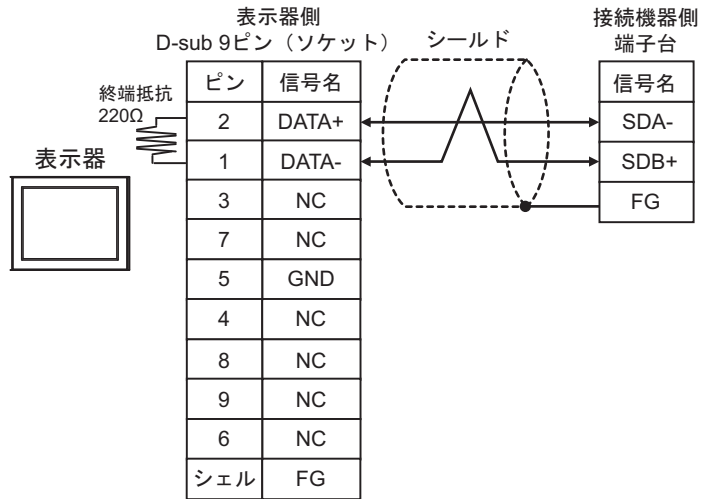 表示器側
D-sub 9ピン（ソケット）
シールド
接続機器側
端子台
終端抵抗
220Ω
表示器
ピン 信号名
2 DATA+
1 DATA-
3 NC
7 NC
5 GND
4 NC
8 NC
9 NC
6 NC
シェル FG
信号名
SDA-
SDB+
FG